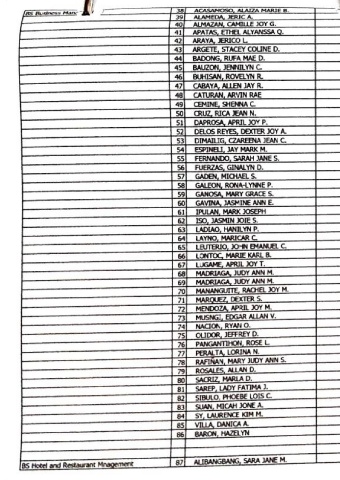 BS Business Mana
38 ACASAMOSO, ALAIZA MARIE B.
39 ALAMEDA, JERIC A.
40 ALMAZAN, CAMILLE JOY G.
41 APATAS, ETHEL ALYANSSA Q.
42 ARAYA, JERICO L.
43 ARGETE, STACEY COLINE D.
44 BADONG, RUFA MAE D.
45 BAUZON, JENNILYN C.
46 BUHISAN, ROVELYN R.
47 CABAYA, ALLEN JAY R.
48 CATURAN, ARVIN RAE
49 CEMINE, SHENNA C.
50 CRUZ, RICA JEAN N.
51 DAPROSA, APRIL JOY P.
52 DELOS REYES, DEXTER JOY A.
53 DIMAILIG, CZAREENA JEAN C.
54 ESPINELI, JAY MARK M.
55 FERNANDO, SARAH JANE S.
56 FUERZAS, GINALYN D.
57 GADEN, MICHAEL S.
58 GALEON, RONA-LYNNE P.
59 GANOSA, MARY GRACE S.
60 GAVINA, JASMINE ANN E.
61 IPULAN, MARK JOSEPH
62 ISO, JASMIN JOIE S.
63 LADIAO, HANILYN P.
64 LAYNO, MARICAR C.
65 LEUTERIO, JOHN EMANUEL C.
66 LONTOC, MARIE KARL B.
67 LUGAME, APRIL JOY T.
68 MADRIAGA, JUDY ANN M.
69 MADRIAGA, JUDY ANN M.
70 MANANGUITE, RACHEL JOY M.
71 MARQUEZ, DEXTER S.
72 MENDOZA, APRIL JOY M.
73 MUSNGI, EDGAR ALLAN V.
74 NACION, RYAN O.
75 OLIDOR, JEFFREY D.
76 PANGANTIHON, ROSE L.
77 PERALTA, LORINA N.
78 RAFIÑAN, MARY JUDY ANN S.
79 ROSALES, ALLAN D.
80 SACRIZ, MARLA D.
81 SAREP, LADY FATIMA J.
82 SIBULO, PHOEBE LOIS C.
83 SUAN, MICAH JONE A.
84 SY, LAURENCE KIM M.
85 VILLA, DANICA A.
86 BARON, HAZELYN
BS Hotel and Restaurant Mnagement 87 ALIBANGBANG, SARA JANE M.